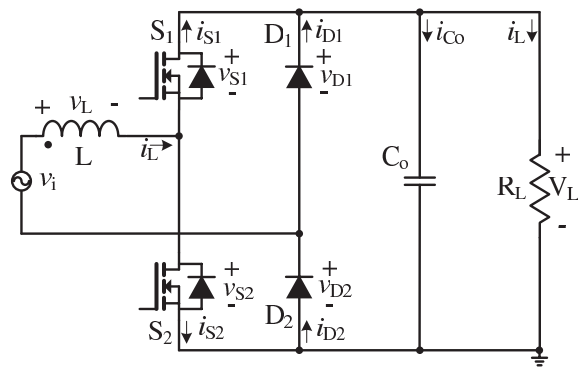 S1 iS1 D1 iD1 iCo iL
+ vS1 -
+ vD1 -
+ vL -
L
iL
vi
Co
RL
+ VL -
+ vS2 -
+ vD2 -
S2 iS2 D2 iD2